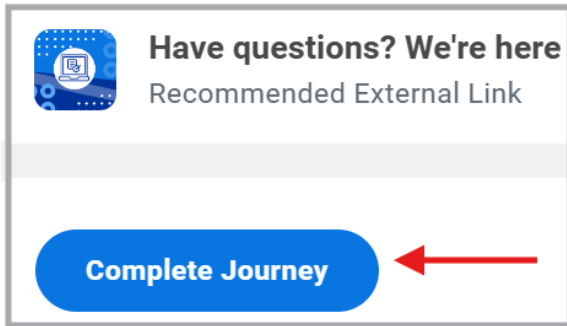 Have questions? We're here
Recommended External Link
Complete Journey